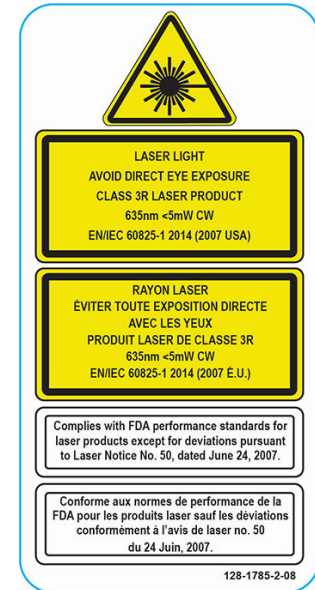 LASER LIGHT
AVOID DIRECT EYE EXPOSURE
CLASS 3R LASER PRODUCT
635nm <5mW CW
EN/IEC 60825-1 2014 (2007 USA)
RAYON LASER
ÉVITER TOUTE EXPOSITION DIRECTE
AVEC LES YEUX
PRODUIT LASER DE CLASSE 3R
635nm <5mW CW
EN/IEC 60825-1 2014 (2007 É.U.)
Complies with FDA performance standards for
laser products except for deviations pursuant
to Laser Notice No. 50, dated June 24, 2007.
Conforme aux normes de performance de la
FDA pour les produits laser sauf les déviations
conformément à l'avis de laser no. 50
du 24 Juin, 2007.
128-1785-2-08